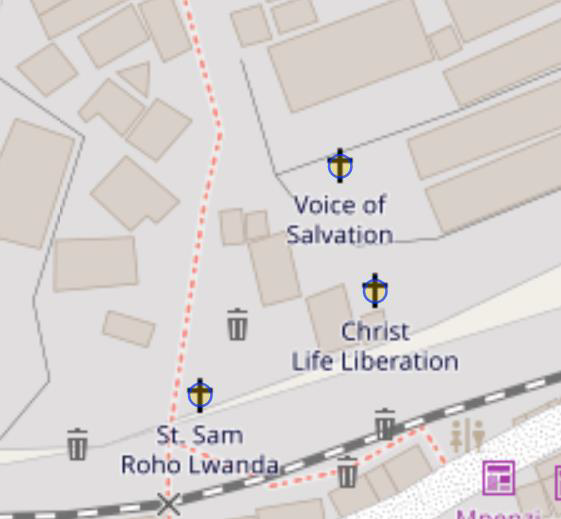 Voice of
Salvation
Christ
Life Liberation
St. Sam
Roho Lwanda